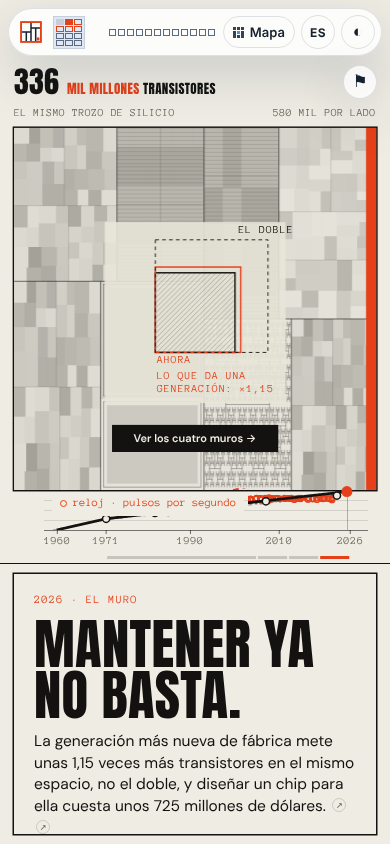 Mapa
ES
336 MIL MILLONES TRANSISTORES
EL MISMO TROZO DE SILICIO
580 MIL POR LADO
EL DOBLE
AHORA
LO QUE DA UNA
GENERACIÓN: ×1,15
Ver los cuatro muros →
reloj · pulsos por segundo
1960 1971 1990 2010 2026
2026 · EL MURO
MANTENER YA
NO BASTA.
La generación más nueva de fábrica mete
unas 1,15 veces más transistores en el mismo
espacio, no el doble, y diseñar un chip para
ella cuesta unos 725 millones de dólares. ↗
↗